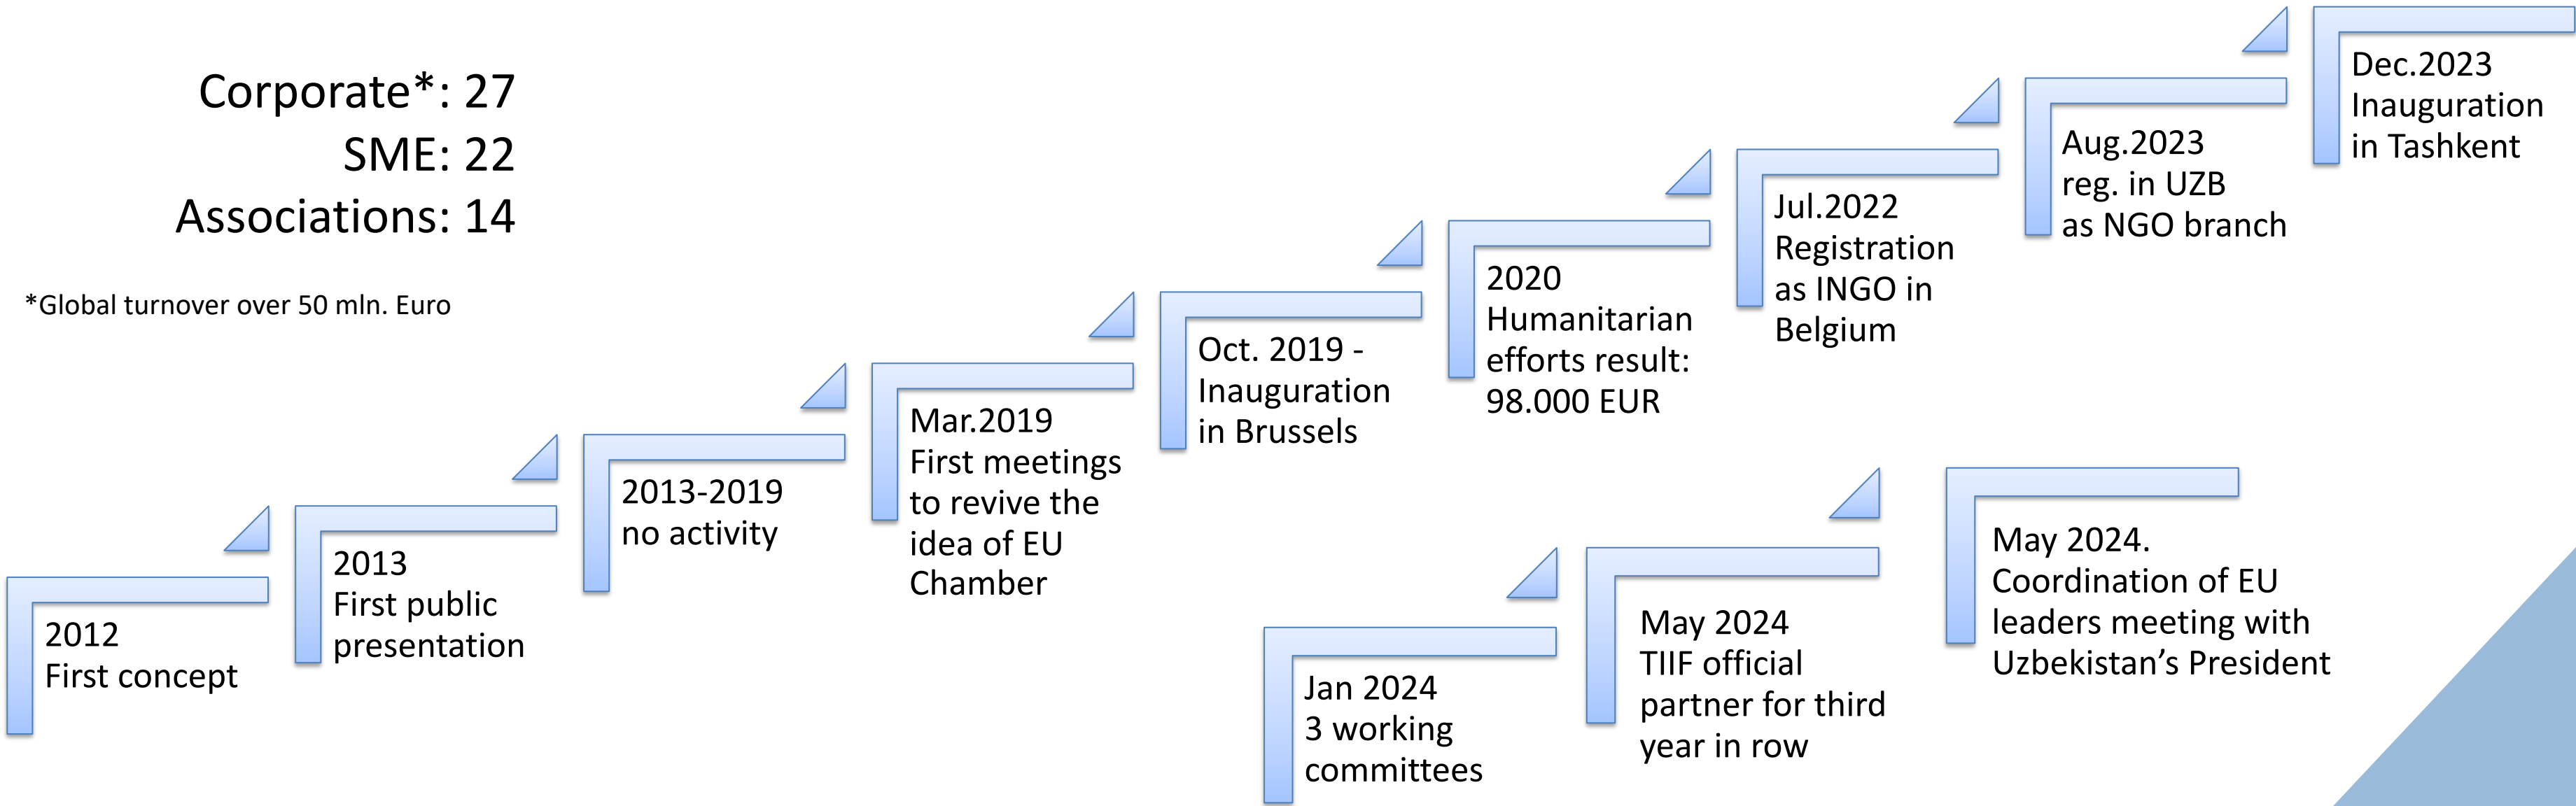 Corporate*: 27
SME: 22
Associations: 14
*Global turnover over 50 mln. Euro
2012
First concept
2013
First public
presentation
2013-2019
no activity
Mar.2019
First meetings
to revive the
idea of EU
Chamber
Oct. 2019 -
Inauguration
in Brussels
2020
Humanitarian
efforts result:
98.000 EUR
Jul.2022
Registration
as INGO in
Belgium
Aug.2023
reg. in UZB
as NGO branch
Dec.2023
Inauguration
in Tashkent
Jan 2024
3 working
committees
May 2024
TIIF official
partner for third
year in row
May 2024.
Coordination of EU
leaders meeting with
Uzbekistan’s President